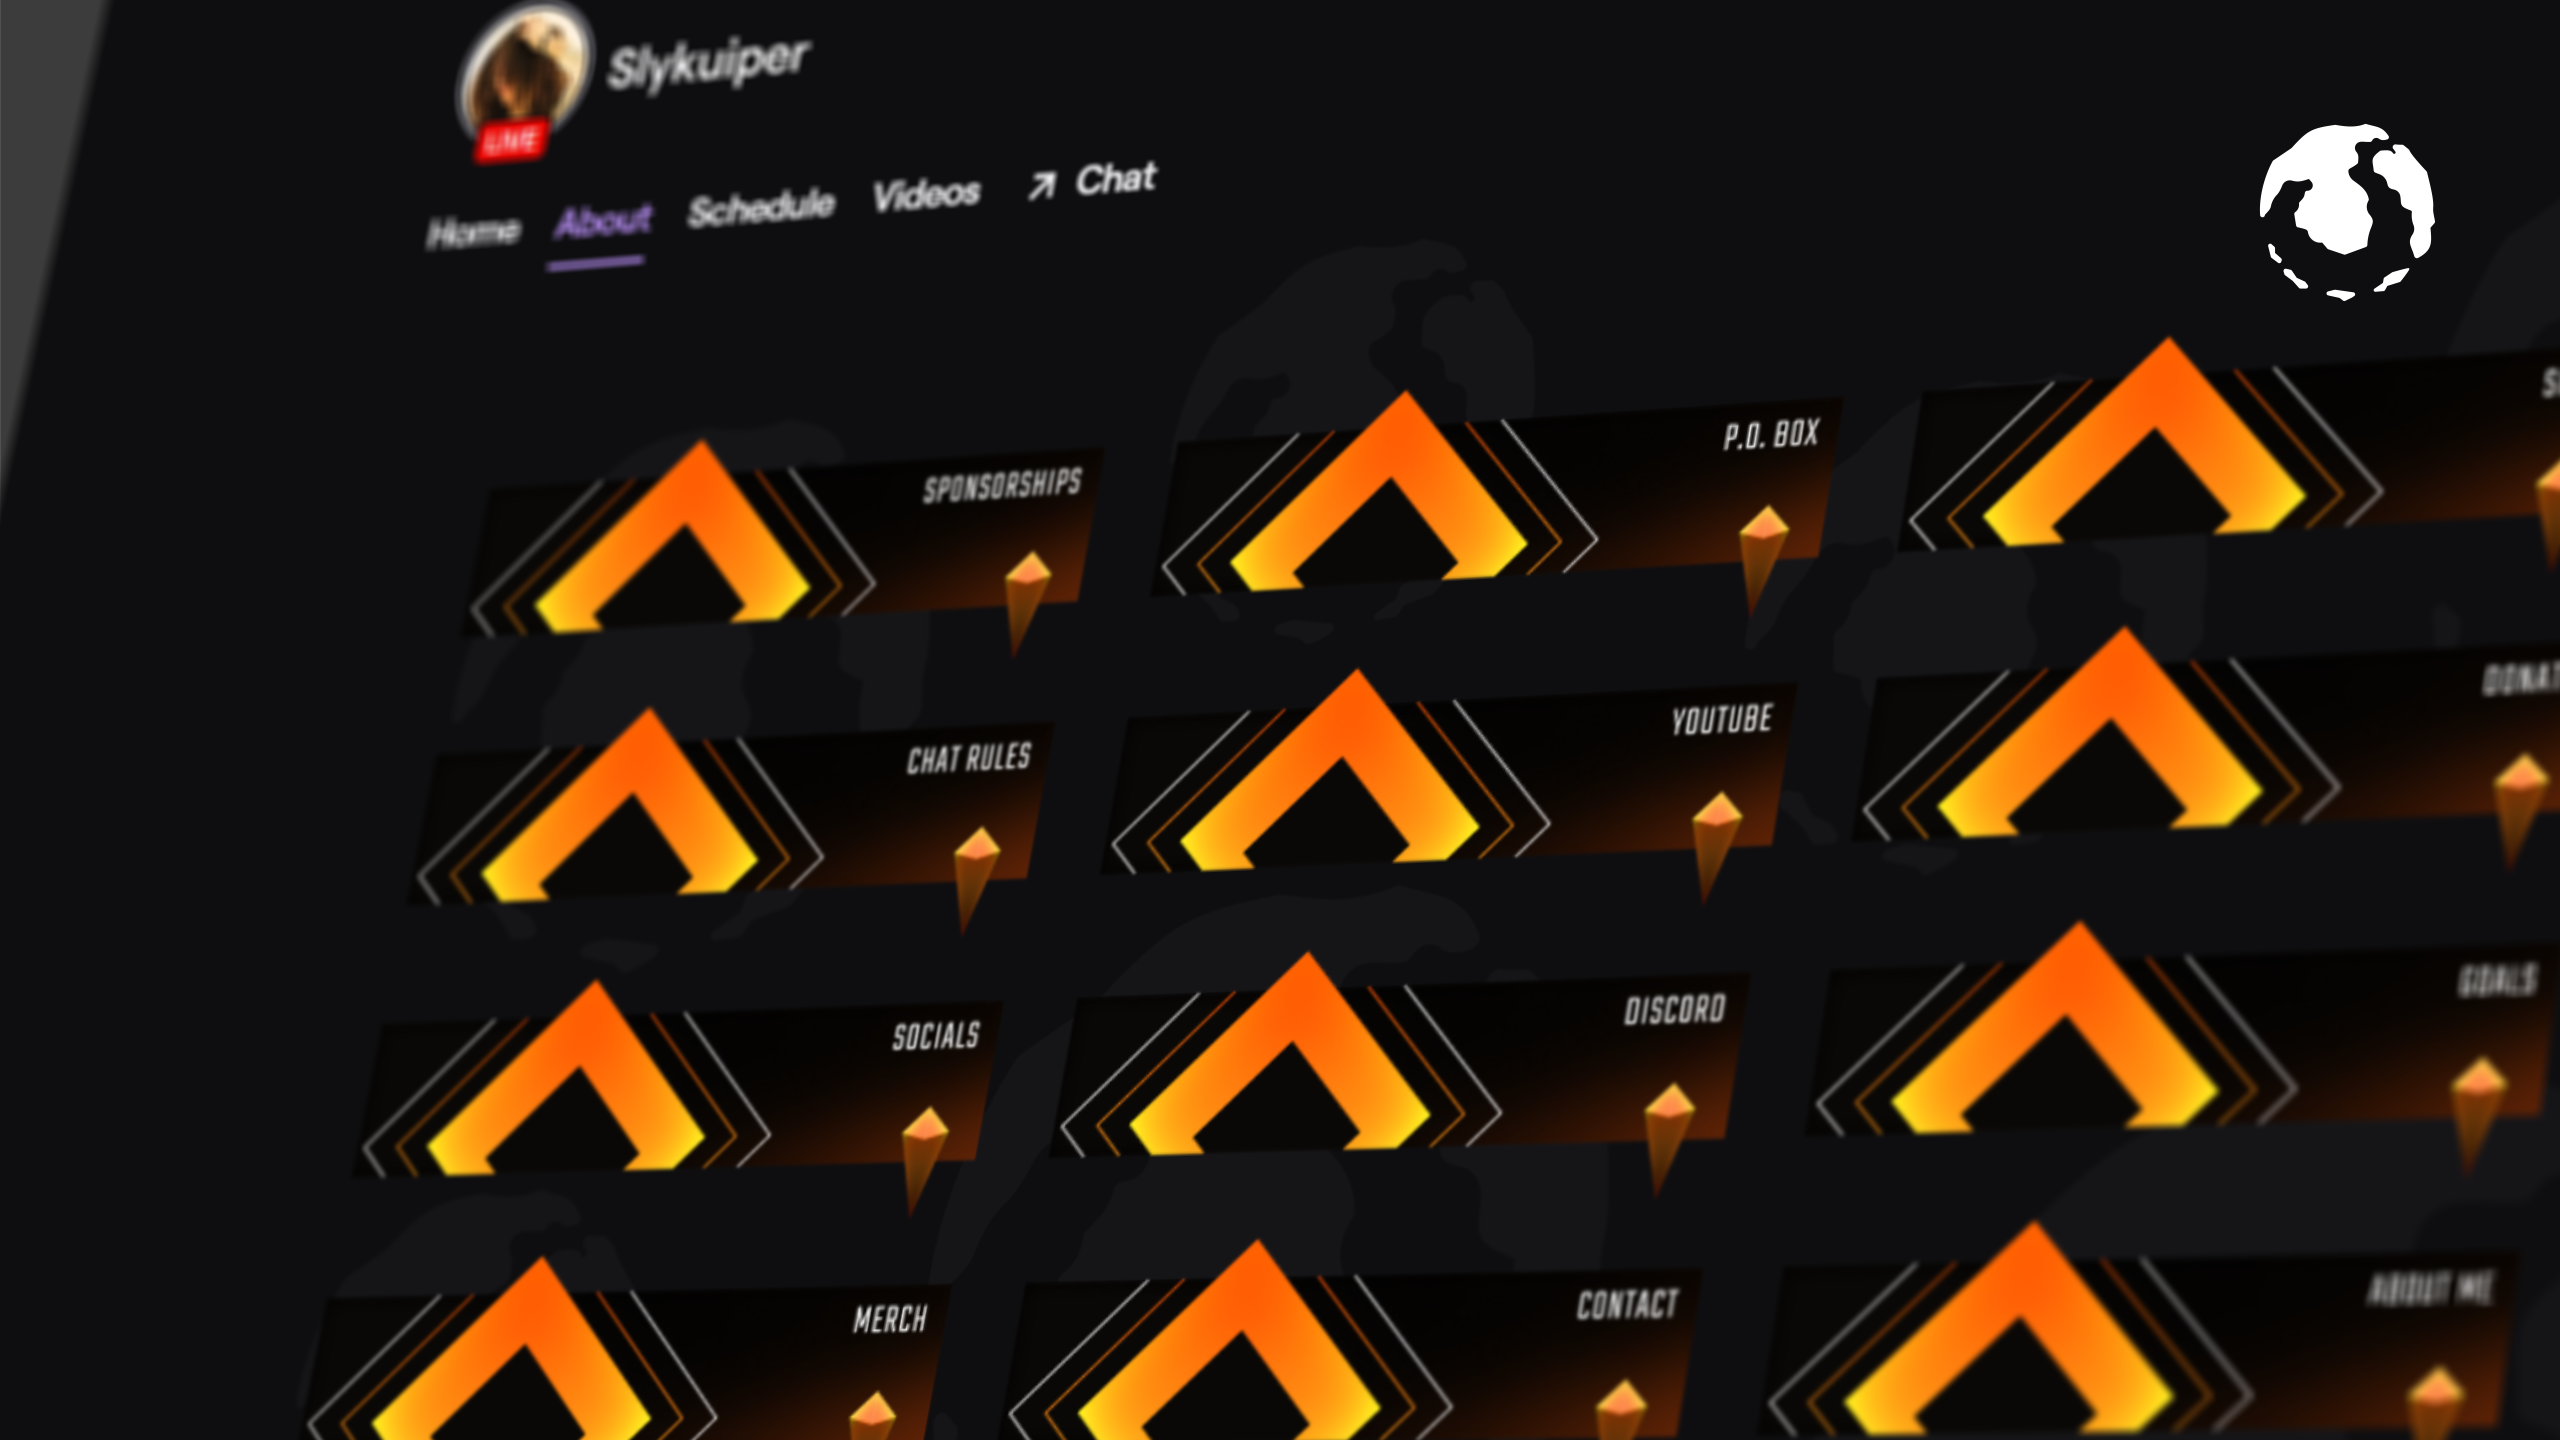 Slykuiper
LIVE
Home About Schedule Videos Chat
SPONSORSHIPS
P.O. BOX
CHAT RULES
YOUTUBE
SOCIALS
DISCORD
GOALS
MERCH
CONTACT
ABOUT ME